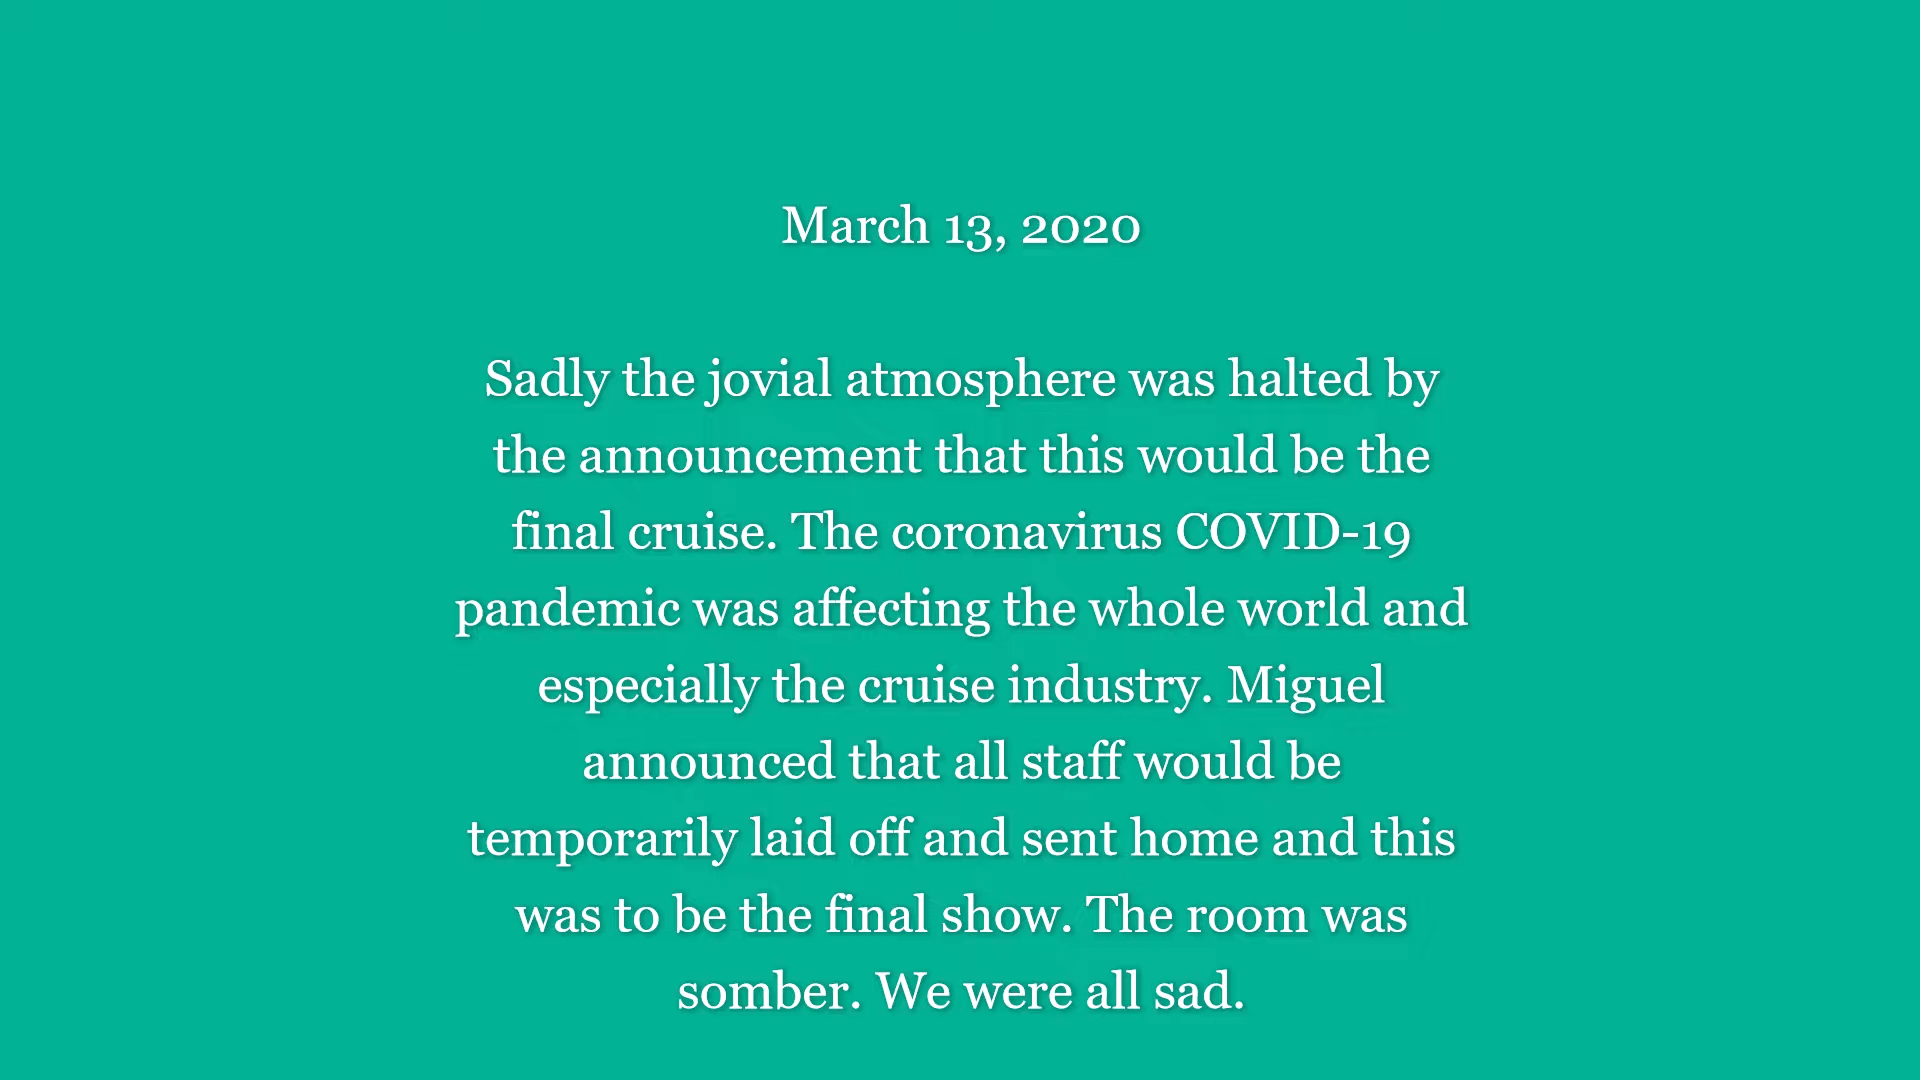 March 13, 2020
Sadly the jovial atmosphere was halted by
the announcement that this would be the
final cruise. The coronavirus COVID-19
pandemic was affecting the whole world and
especially the cruise industry. Miguel
announced that all staff would be
temporarily laid off and sent home and this
was to be the final show. The room was
somber. We were all sad.